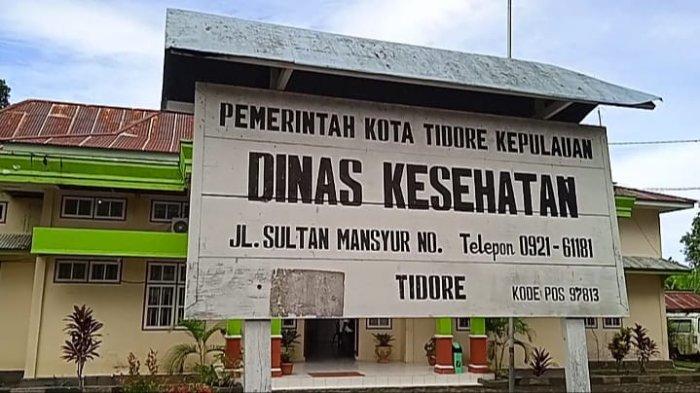 PEMERINTAH KOTA TIDORE KEPULAUAN
DINAS KESEHATAN
JL. SULTAN MANSYUR NO. Telepon 0921-61181
TIDORE KODE POS 97813